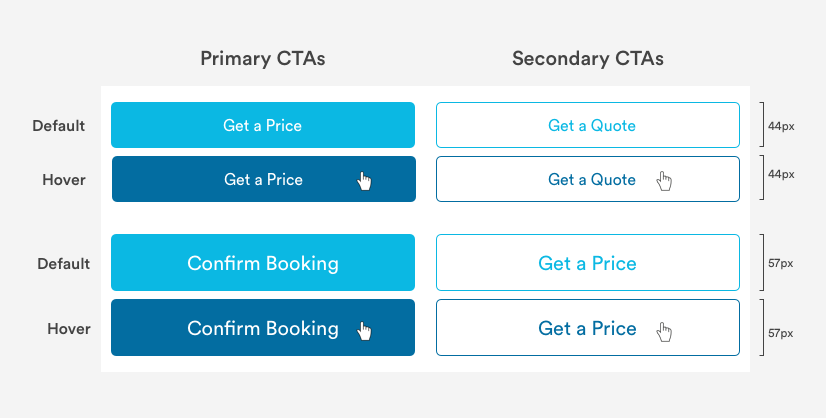 Primary CTAs Secondary CTAs
Default Get a Price Get a Quote 44px
Hover Get a Price Get a Quote 44px
Default Confirm Booking Get a Price 57px
Hover Confirm Booking Get a Price 57px